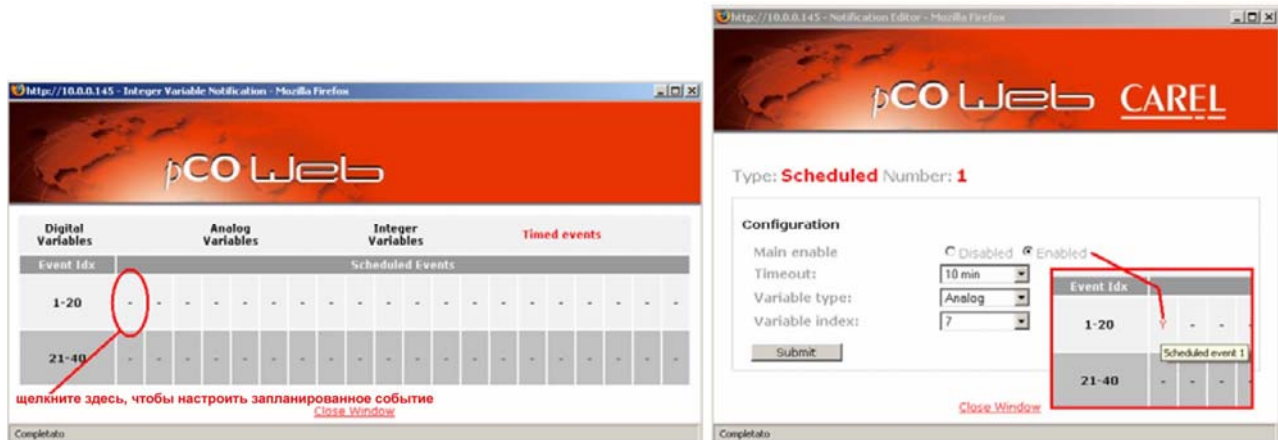 http://10.0.0.145 - Integer Variable Notification - Mozilla Firefox
pCO Web
Digital Variables
Analog Variables
Integer Variables
Timed events
Event Idx
Scheduled Events
1-20 - - - - - - - - - - - - - - - - - - - -
21-40 - - - - - - - - - - - - - - - - - - - -
щелкните здесь, чтобы настроить запланированное событие
Close Window
Completato
http://10.0.0.145 - Notification Editor - Mozilla Firefox
pCO Web CAREL
Type: Scheduled Number: 1
Configuration
Main enable Disabled Enabled
Timeout: 10 min
Variable type: Analog
Variable index: 7
Submit
Event Idx
1-20 Y - -
Scheduled event 1
21-40 - - -
Close Window
Completato